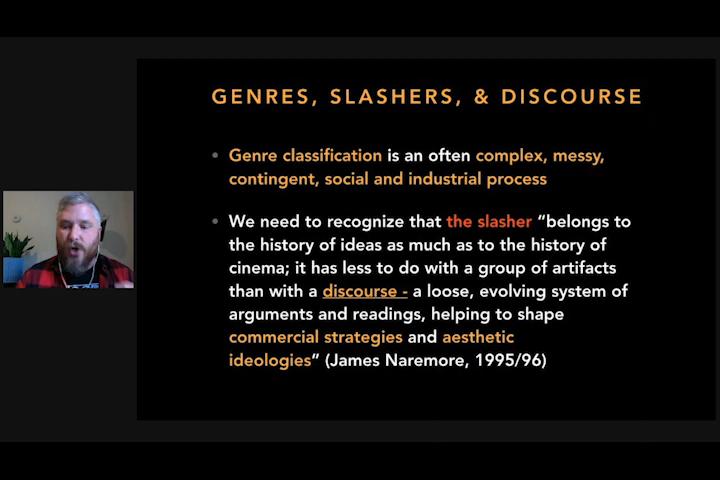 GENRES, SLASHERS, & DISCOURSE
• Genre classification is an often complex, messy,
contingent, social and industrial process
• We need to recognize that the slasher “belongs to
the history of ideas as much as to the history of
cinema; it has less to do with a group of artifacts
than with a discourse - a loose, evolving system of
arguments and readings, helping to shape
commercial strategies and aesthetic
ideologies” (James Naremore, 1995/96)